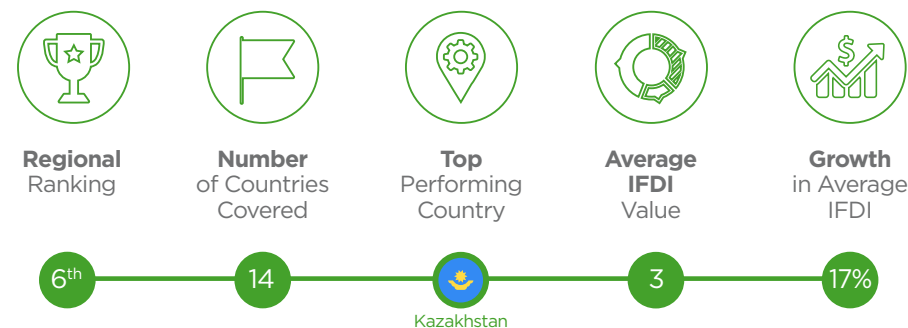 $
Regional
Ranking
Number
of Countries
Covered
Top
Performing
Country
Average
IFDI
Value
Growth
in Average
IFDI
6th
14
3
17%
Kazakhstan